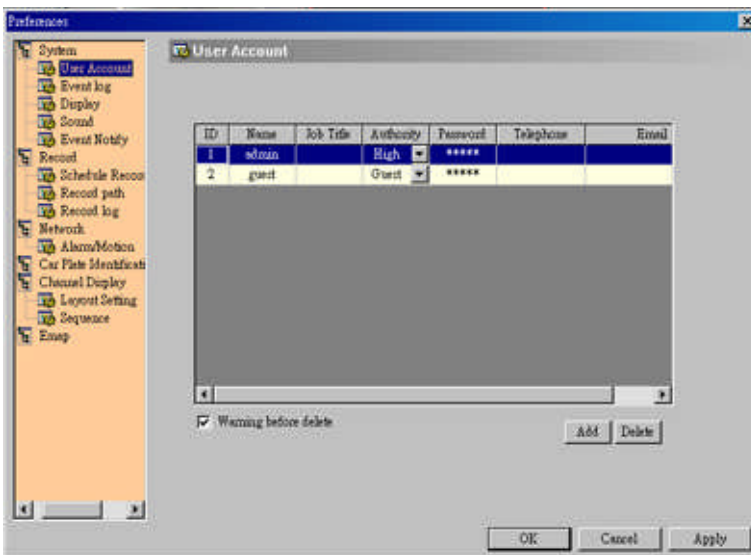 Preferences
System
User Account
Event log
Display
Sound
Event Notify
Record
Schedule Recor
Record path
Record log
Network
Alarm/Motion
Car Plate Identificati
Channel Display
Layout Setting
Sequence
Emap
User Account
ID Name Job Title Authority Password Telephone Email
1 admin High *****
2 guest Guest *****
Warning before delete
Add Delete
OK Cancel Apply